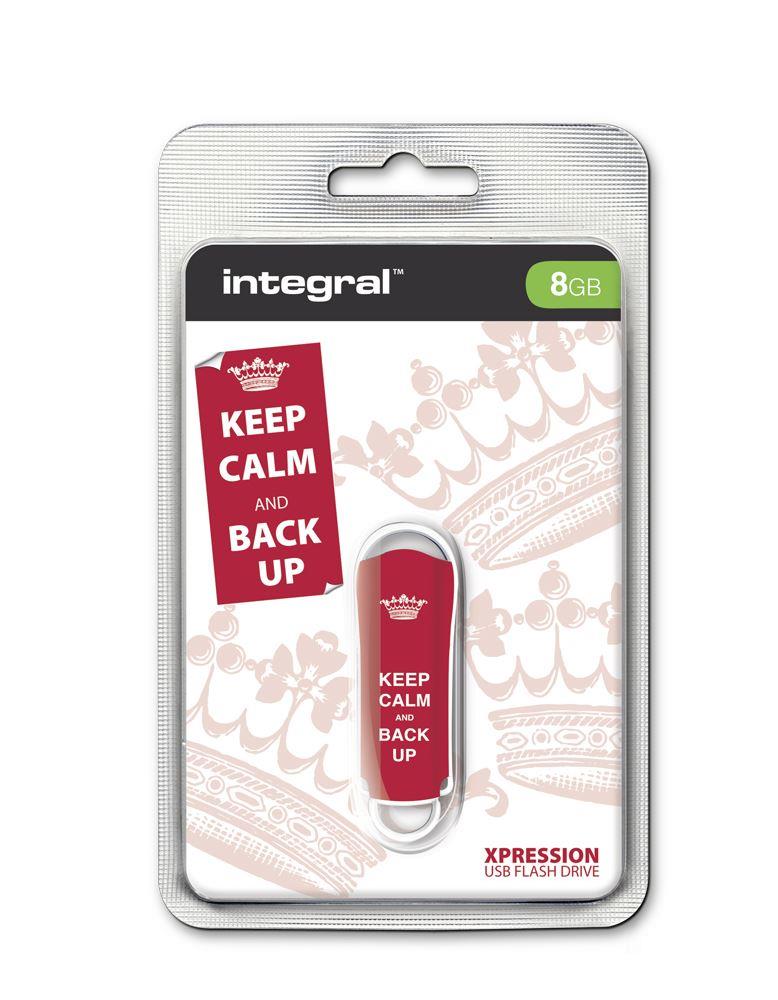 integral™
8GB
KEEP
CALM
AND
BACK
UP
KEEP
CALM
AND
BACK
UP
XPRESSION
USB FLASH DRIVE